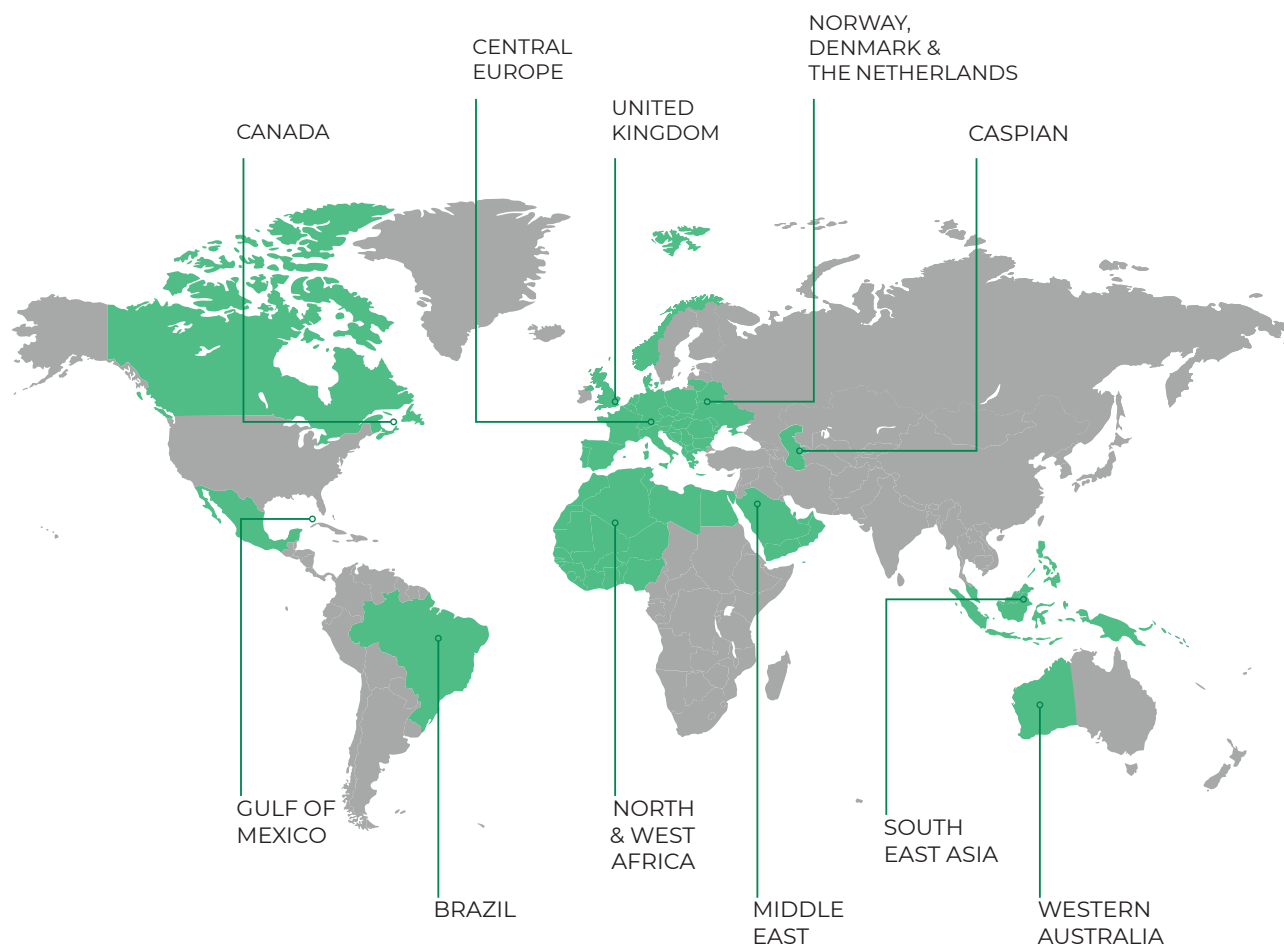 NORWAY,
DENMARK &
THE NETHERLANDS
CENTRAL
EUROPE
UNITED
KINGDOM
CANADA
CASPIAN
GULF OF
MEXICO
NORTH
& WEST
AFRICA
SOUTH
EAST ASIA
BRAZIL
MIDDLE
EAST
WESTERN
AUSTRALIA